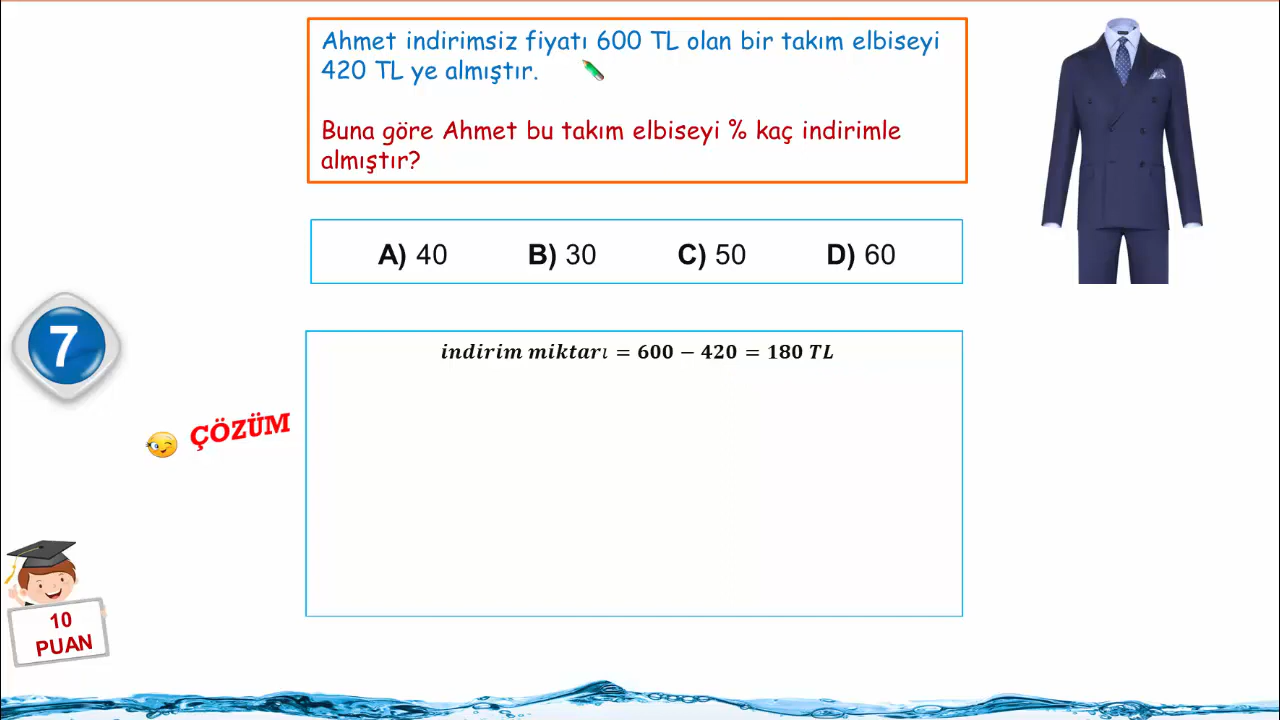 Ahmet indirimsiz fiyatı 600 TL olan bir takım elbiseyi
420 TL ye almıştır.
Buna göre Ahmet bu takım elbiseyi % kaç indirimle
almıştır?
A) 40 B) 30 C) 50 D) 60
7
indirim miktarı = 600 − 420 = 180 TL
ÇÖZÜM
10
PUAN